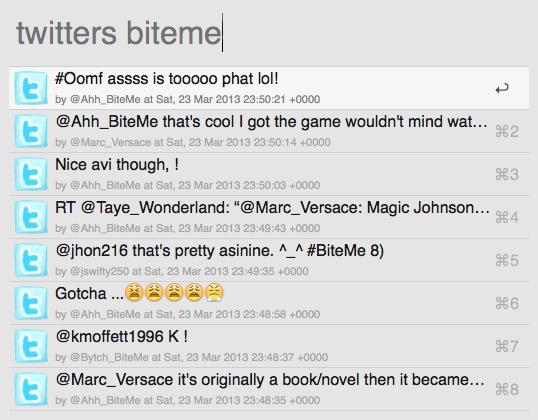 twitters biteme
#Oomf assss is tooooo phat lol!
by @Ahh_BiteMe at Sat, 23 Mar 2013 23:50:21 +0000
@Ahh_BiteMe that's cool I got the game wouldn't mind wat… ⌘2
by @Marc_Versace at Sat, 23 Mar 2013 23:50:14 +0000
Nice avi though, ! ⌘3
by @Ahh_BiteMe at Sat, 23 Mar 2013 23:50:03 +0000
RT @Taye_Wonderland: “@Marc_Versace: Magic Johnson… ⌘4
by @Ahh_BiteMe at Sat, 23 Mar 2013 23:49:43 +0000
@jhon216 that's pretty asinine. ^_^ #BiteMe 8) ⌘5
by @jswifty250 at Sat, 23 Mar 2013 23:49:35 +0000
Gotcha ...😫😩😩😩😤 ⌘6
by @Ahh_BiteMe at Sat, 23 Mar 2013 23:48:58 +0000
@kmoffett1996 K ! ⌘7
by @Bytch_BiteMe at Sat, 23 Mar 2013 23:48:37 +0000
@Marc_Versace it's originally a book/novel then it became… ⌘8
by @Ahh_BiteMe at Sat, 23 Mar 2013 23:48:35 +0000